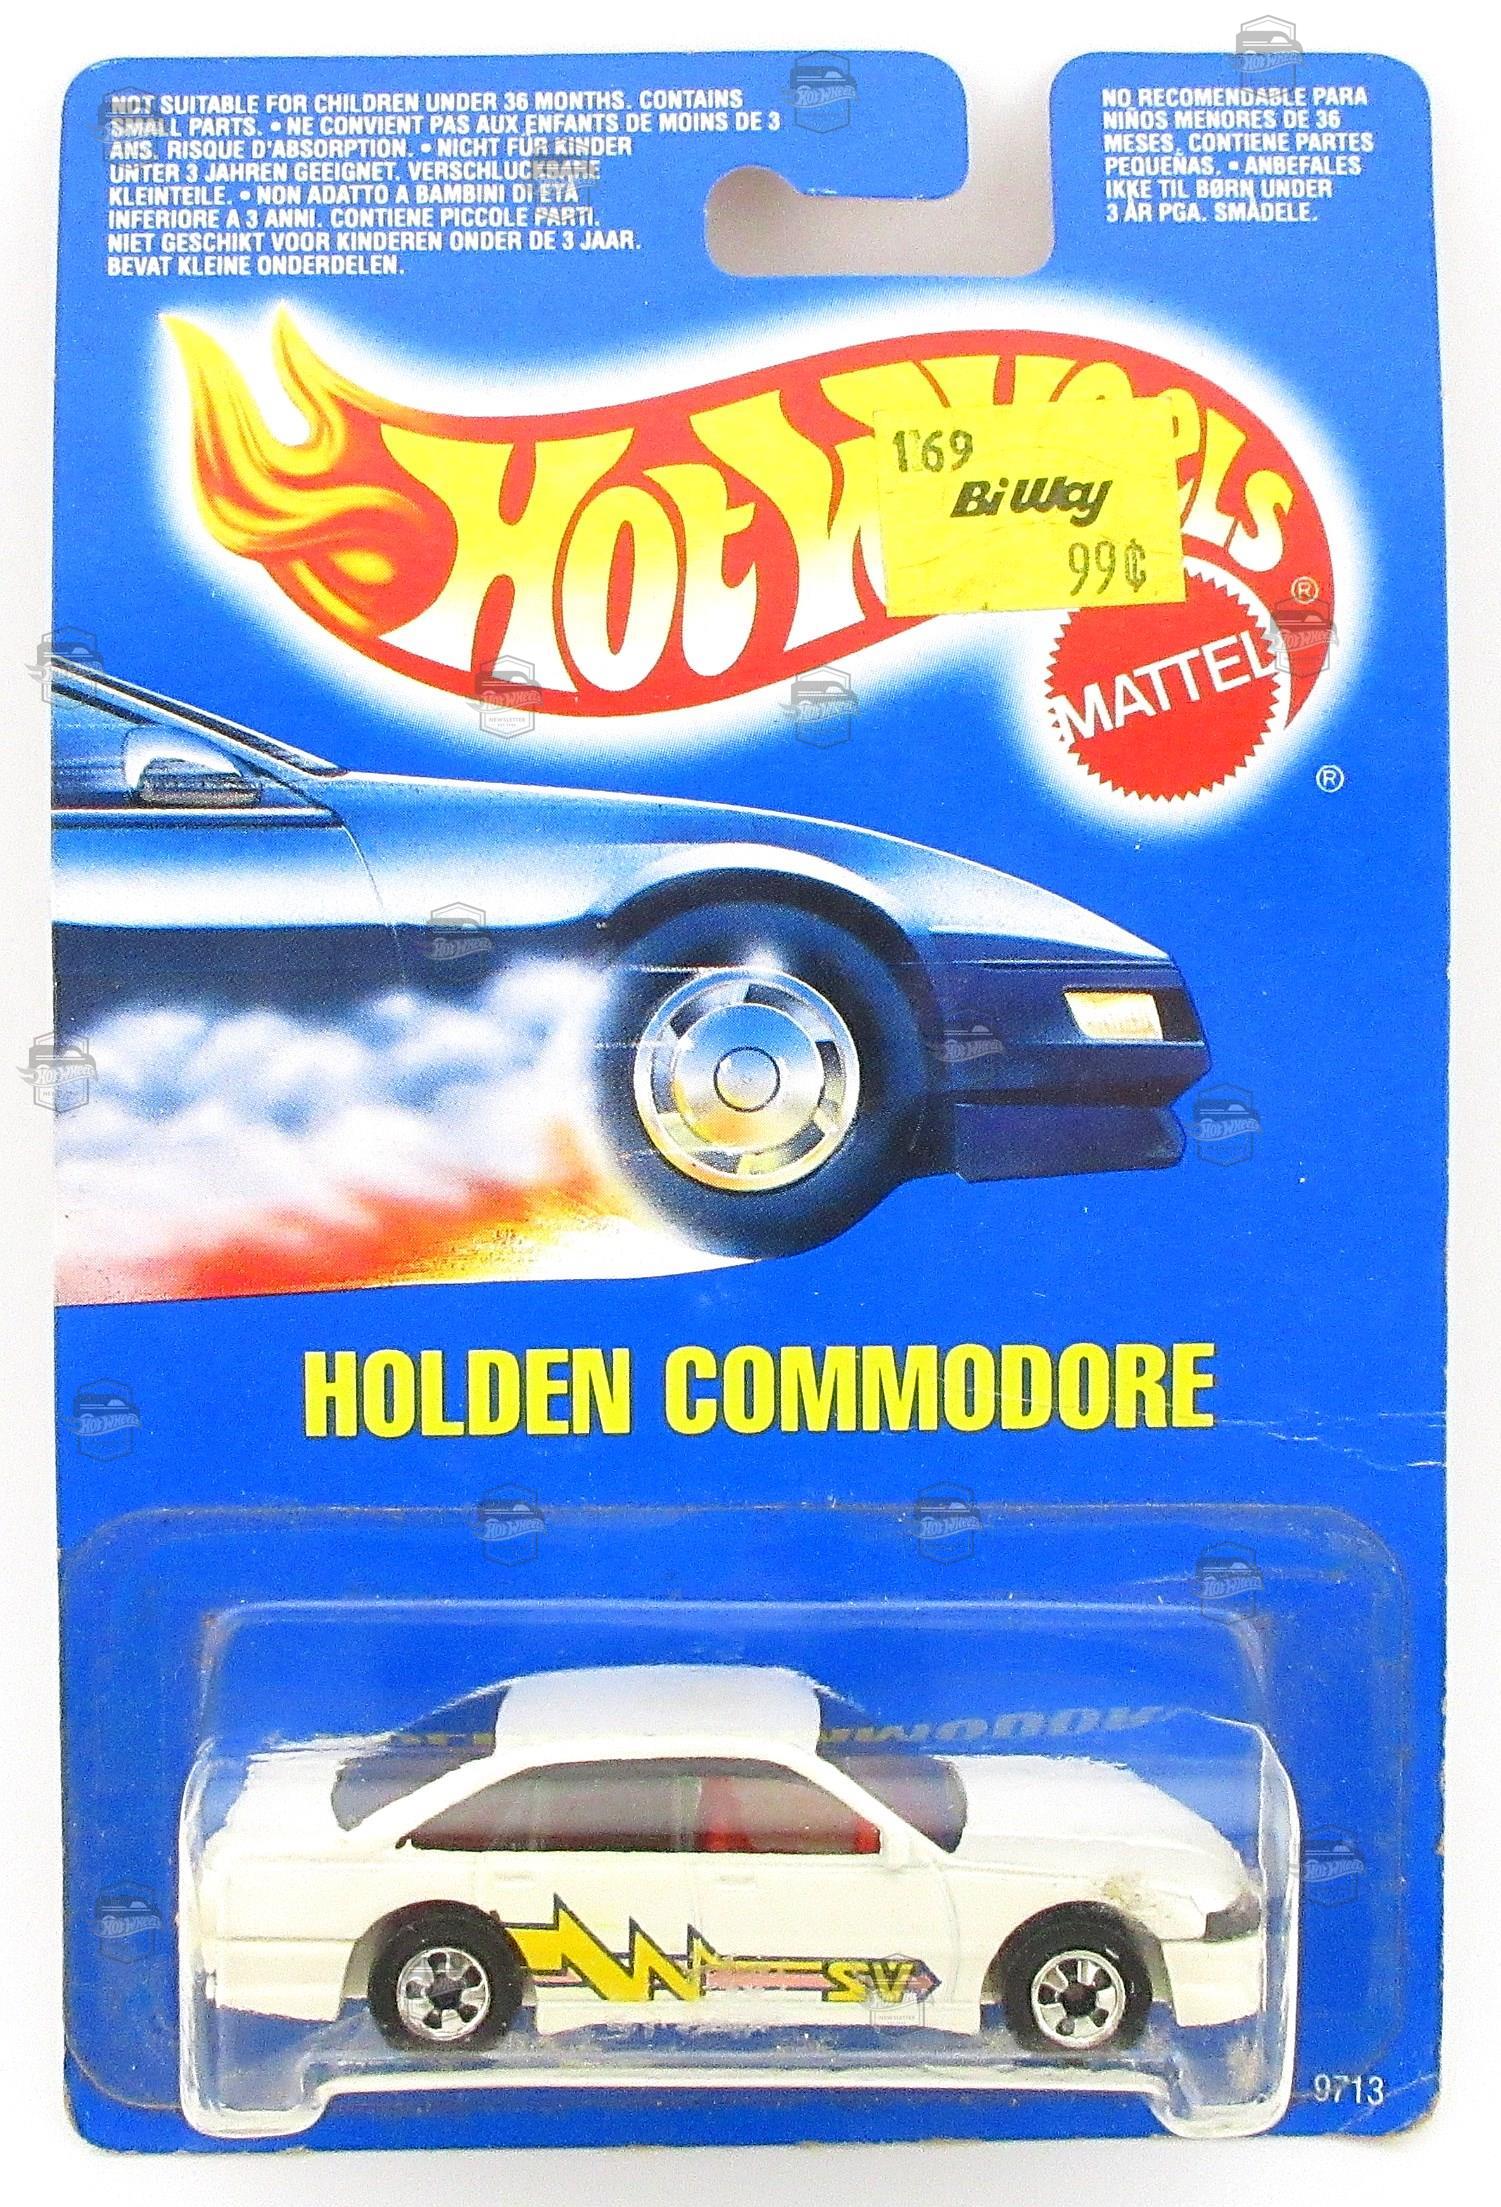 NOT SUITABLE FOR CHILDREN UNDER 36 MONTHS. CONTAINS
SMALL PARTS. • NE CONVIENT PAS AUX ENFANTS DE MOINS DE 3
ANS. RISQUE D'ABSORPTION. • NICHT FÜR KINDER
UNTER 3 JAHREN GEEIGNET. VERSCHLUCKBARE
KLEINTEILE. • NON ADATTO A BAMBINI DI ETÀ
INFERIORE A 3 ANNI. CONTIENE PICCOLE PARTI.
NIET GESCHIKT VOOR KINDEREN ONDER DE 3 JAAR.
BEVAT KLEINE ONDERDELEN.
NO RECOMENDABLE PARA
NIÑOS MENORES DE 36
MESES. CONTIENE PARTES
PEQUEÑAS. • ANBEFALES
IKKE TIL BØRN UNDER
3 ÅR PGA. SMÅDELE.
HOT WHEELS ®
1.69
BiWay
99¢
MATTEL
®
HOLDEN COMMODORE
SV
9713